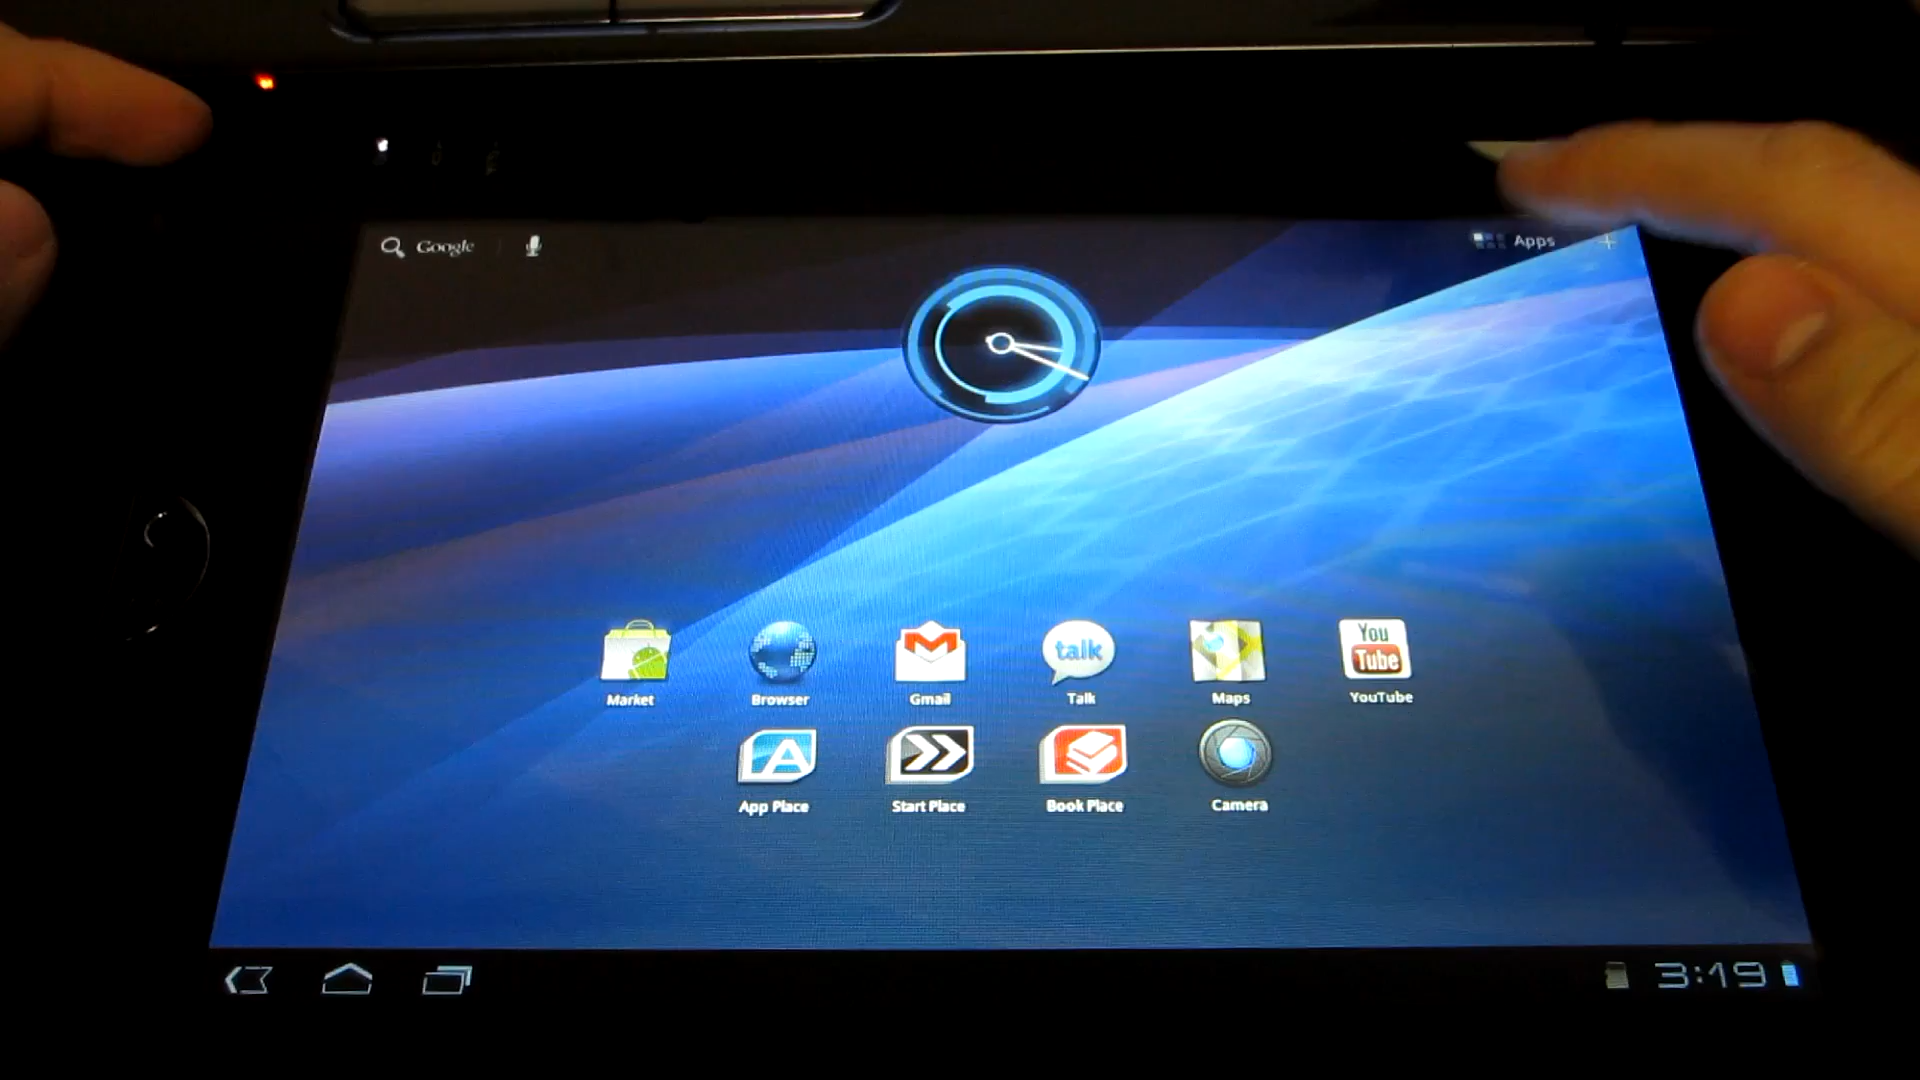 Google
Apps
talk
You
Tube
Market
Browser
Gmail
Talk
Maps
YouTube
App Place
Start Place
Book Place
Camera
3:19